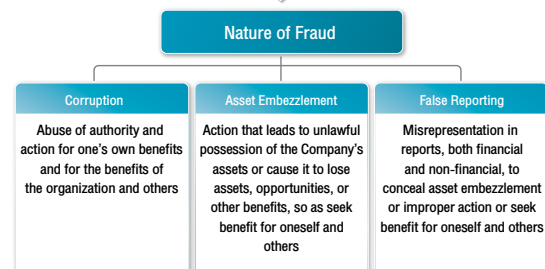 Nature of Fraud
Corruption
Abuse of authority and
action for one's own benefits
and for the benefits of
the organization and others
Asset Embezzlement
Action that leads to unlawful
possession of the Company's
assets or cause it to lose
assets, opportunities, or
other benefits, so as seek
benefit for oneself and
others
False Reporting
Misrepresentation in
reports, both financial
and non-financial, to
conceal asset embezzlement
or improper action or seek
benefit for oneself and others